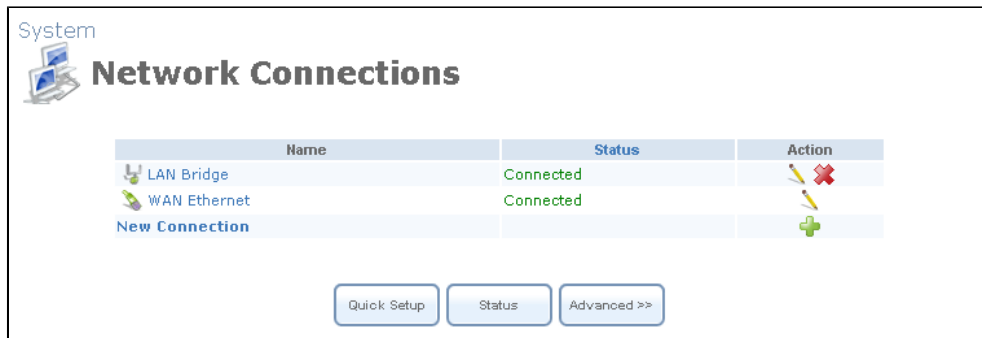 System
Network Connections
Name Status Action
LAN Bridge Connected
WAN Ethernet Connected
New Connection
Quick Setup Status Advanced >>